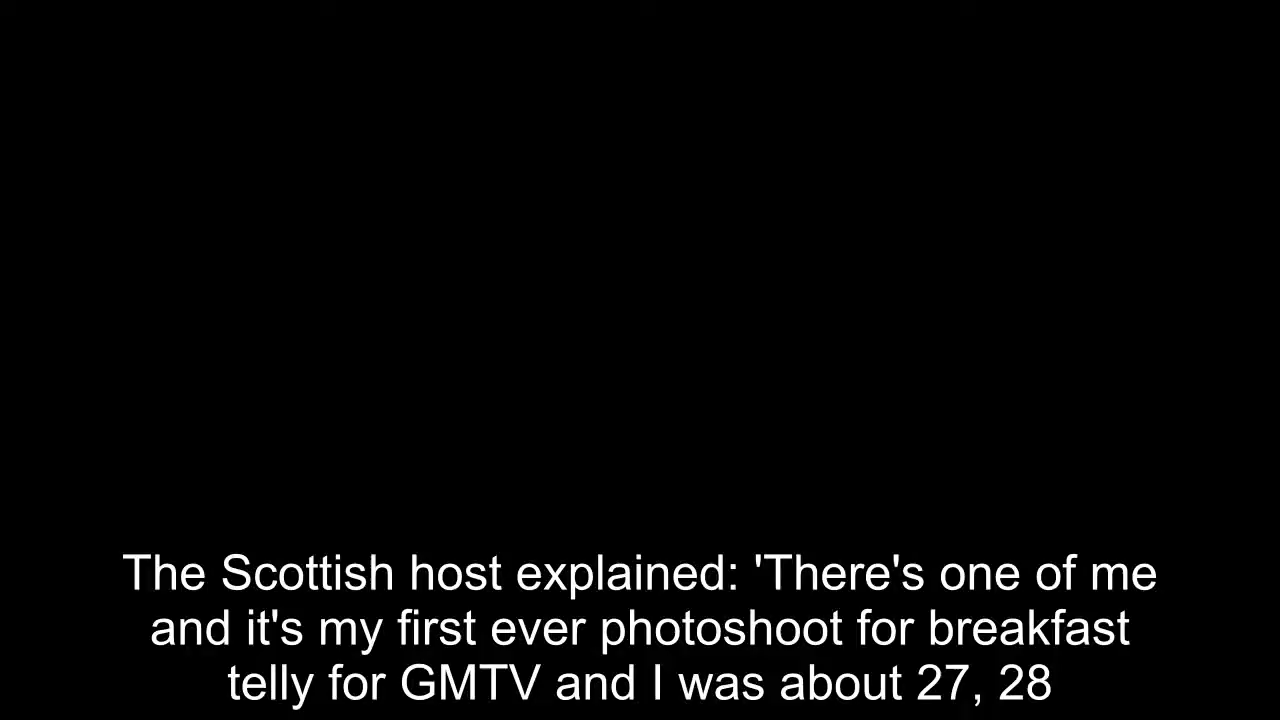 The Scottish host explained: 'There's one of me
and it's my first ever photoshoot for breakfast
telly for GMTV and I was about 27, 28